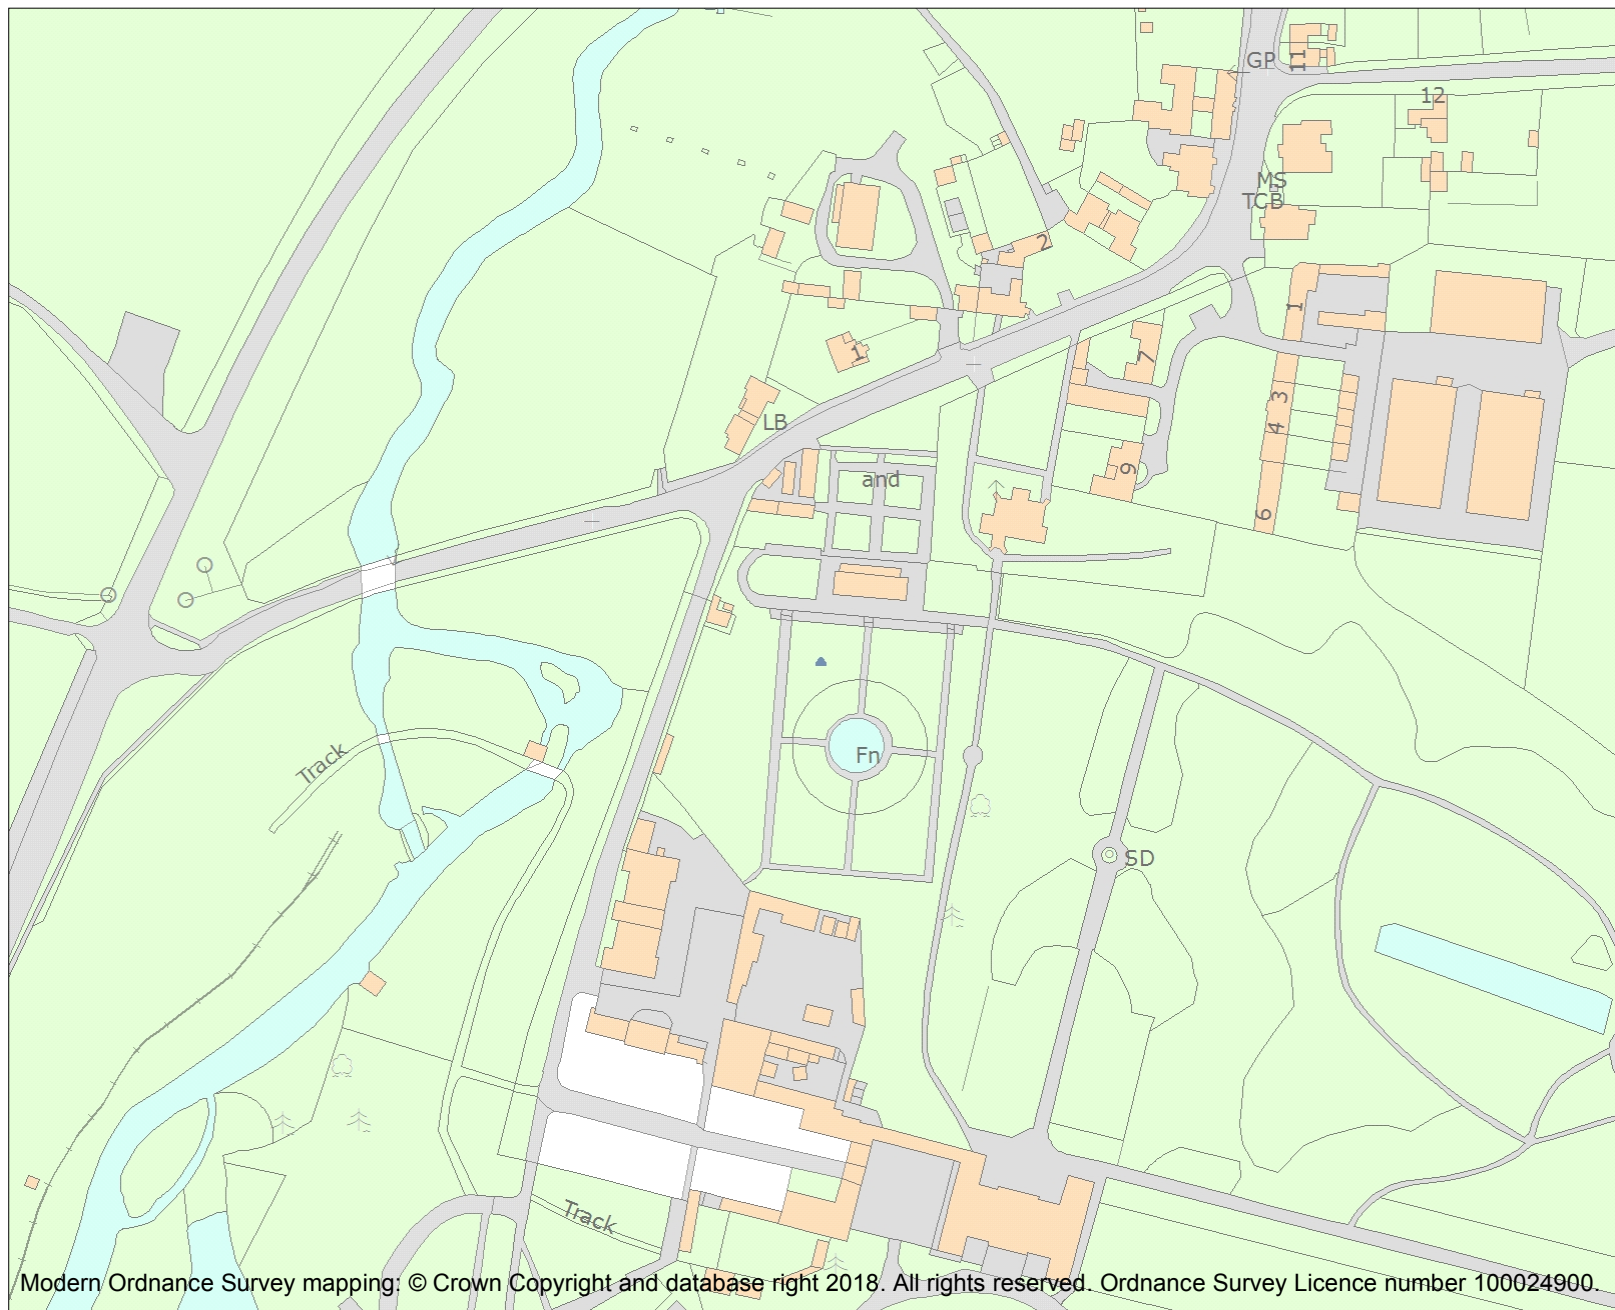 GP
11
12
MS
TCB
2
1
1
7
LB
3
4
9
and
6
Track
Fn
SD
Track
Modern Ordnance Survey mapping: © Crown Copyright and database right 2018. All rights reserved. Ordnance Survey Licence number 100024900.